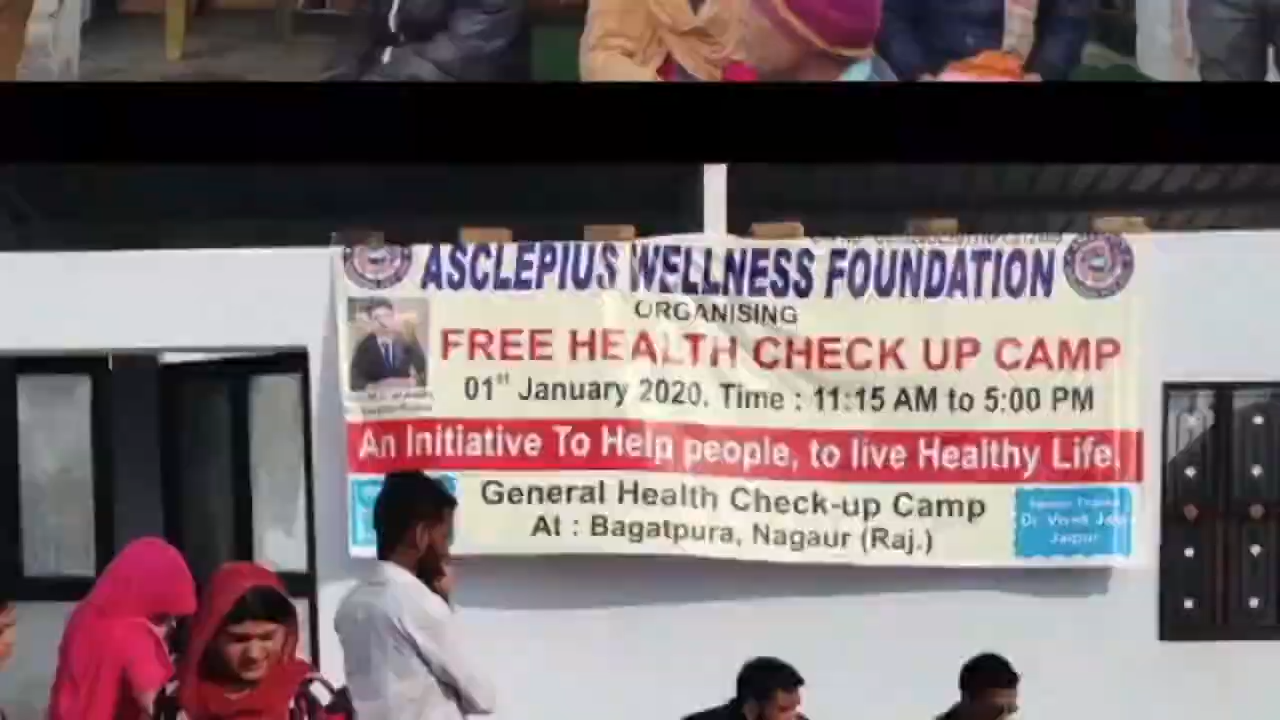 ASCLEPIUS WELLNESS FOUNDATION
ORGANISING
FREE HEALTH CHECK UP CAMP
01st January 2020. Time : 11:15 AM to 5:00 PM
An Initiative To Help people, to live Healthy Life.
General Health Check-up Camp
At : Bagatpura, Nagaur (Raj.)
Dr. Vivek
Jaipur